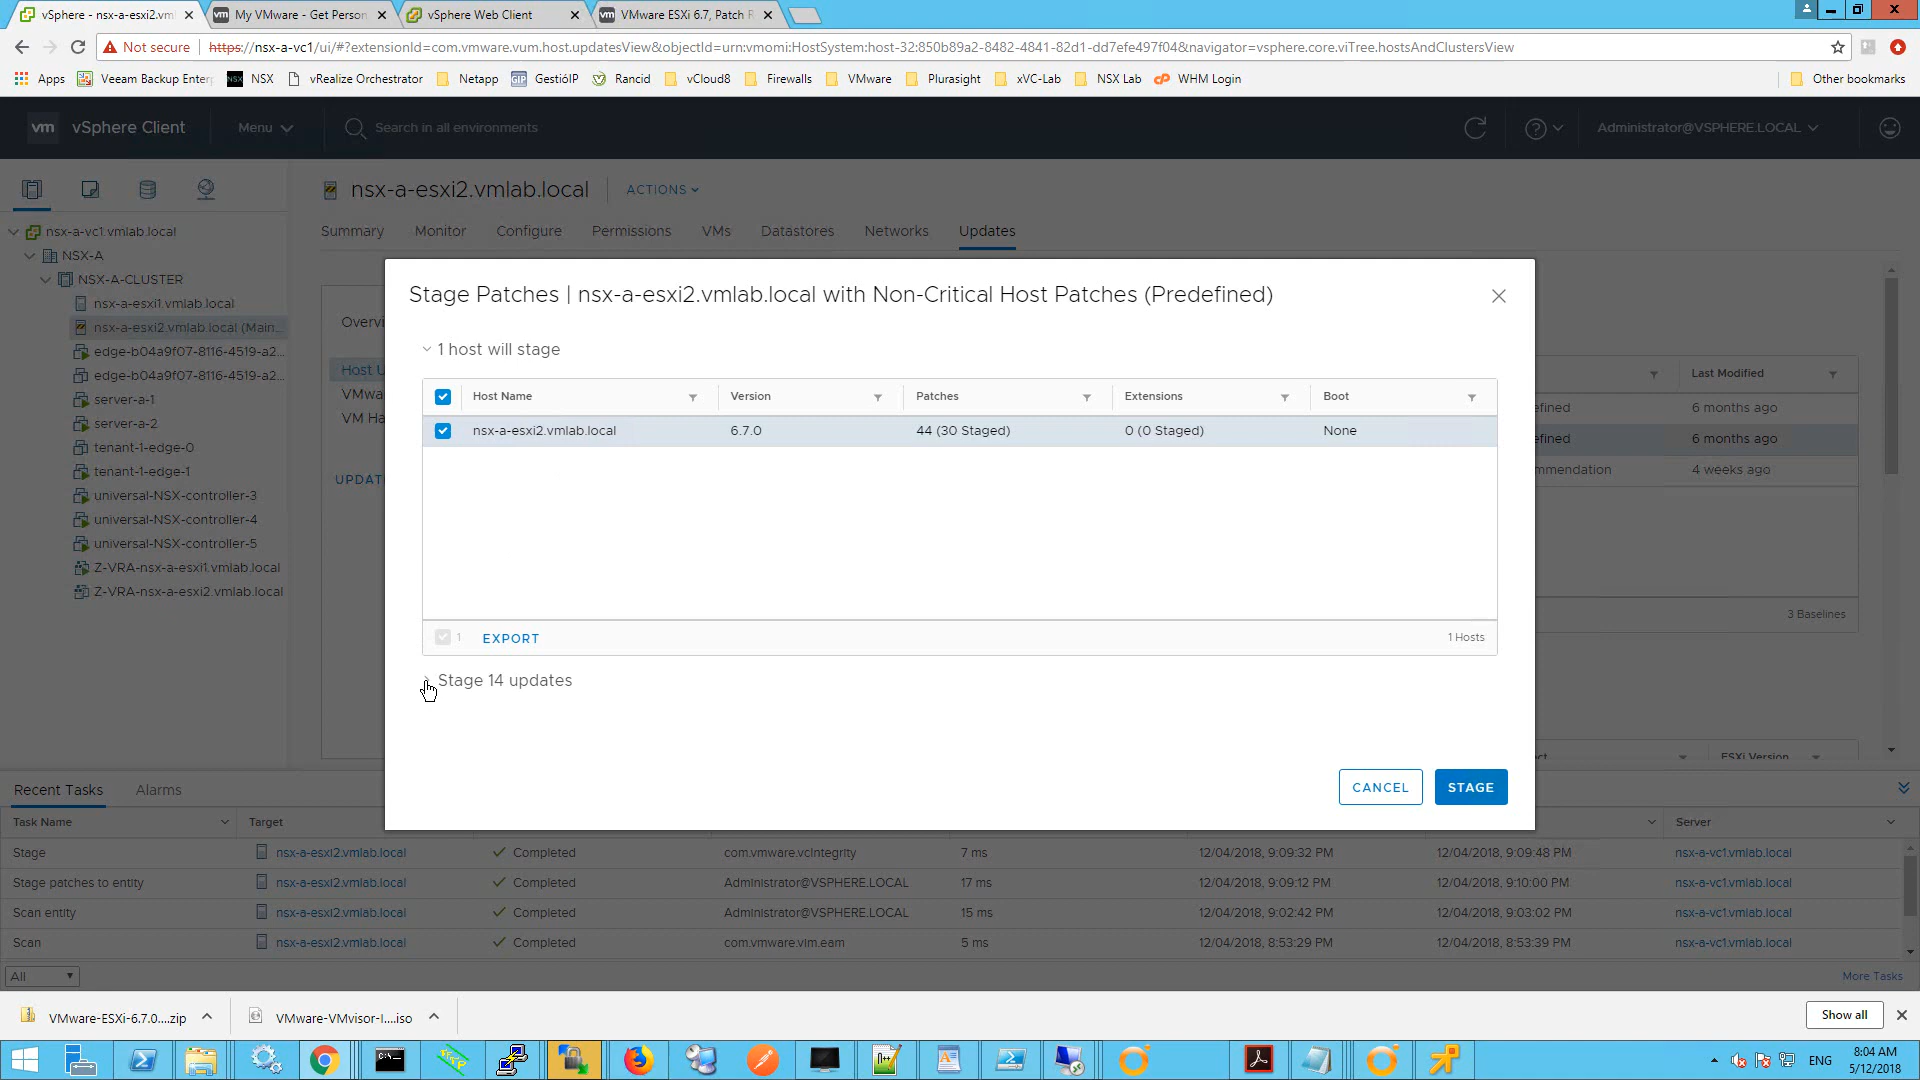 vSphere - nsx-a-esxi2.vm
My VMware - Get Person
vSphere Web Client
VMware ESXi 6.7, Patch R
Not secure
https://nsx-a-vc1/ui/#?extensionId=com.vmware.vum.host.updatesView&objectId=urn:vmomi:HostSystem:host-32:850b89a2-8482-4841-82d1-dd7efe497f04&navigator=vsphere.core.viTree.hostsAndClustersView
Apps
Veeam Backup Enter
NSX
vRealize Orchestrator
Netapp
GIP
GestióIP
Rancid
vCloud8
Firewalls
VMware
Plurasight
xVC-Lab
NSX Lab
WHM Login
Other bookmarks
vm
vSphere Client
Menu
Search in all environments
Administrator@VSPHERE.LOCAL
nsx-a-vc1.vmlab.local
NSX-A
NSX-A-CLUSTER
nsx-a-esxi1.vmlab.local
nsx-a-esxi2.vmlab.local (Main...
edge-b04a9f07-8116-4519-a2...
edge-b04a9f07-8116-4519-a2...
server-a-1
server-a-2
tenant-1-edge-0
tenant-1-edge-1
universal-NSX-controller-3
universal-NSX-controller-4
universal-NSX-controller-5
Z-VRA-nsx-a-esxi1.vmlab.local
Z-VRA-nsx-a-esxi2.vmlab.local
nsx-a-esxi2.vmlab.local
ACTIONS
Summary
Monitor
Configure
Permissions
VMs
Datastores
Networks
Updates
Overvi
Host U
VMwa
VM Ha
UPDAT
Stage Patches | nsx-a-esxi2.vmlab.local with Non-Critical Host Patches (Predefined)
1 host will stage
Host Name
Version
Patches
Extensions
Boot
nsx-a-esxi2.vmlab.local
6.7.0
44 (30 Staged)
0 (0 Staged)
None
1
EXPORT
1 Hosts
Stage 14 updates
CANCEL
STAGE
Last Modified
efined
6 months ago
efined
6 months ago
mmendation
4 weeks ago
3 Baselines
ct
ESXi Version
Recent Tasks
Alarms
Task Name
Target
Server
Stage
nsx-a-esxi2.vmlab.local
Completed
com.vmware.vcIntegrity
7 ms
12/04/2018, 9:09:32 PM
12/04/2018, 9:09:48 PM
nsx-a-vc1.vmlab.local
Stage patches to entity
nsx-a-esxi2.vmlab.local
Completed
Administrator@VSPHERE.LOCAL
17 ms
12/04/2018, 9:09:12 PM
12/04/2018, 9:10:00 PM
nsx-a-vc1.vmlab.local
Scan entity
nsx-a-esxi2.vmlab.local
Completed
Administrator@VSPHERE.LOCAL
15 ms
12/04/2018, 9:02:42 PM
12/04/2018, 9:03:02 PM
nsx-a-vc1.vmlab.local
Scan
nsx-a-esxi2.vmlab.local
Completed
com.vmware.vim.eam
5 ms
12/04/2018, 8:53:29 PM
12/04/2018, 8:53:39 PM
nsx-a-vc1.vmlab.local
All
More Tasks
VMware-ESXi-6.7.0....zip
VMware-VMvisor-I....iso
Show all
ENG
8:04 AM
5/12/2018